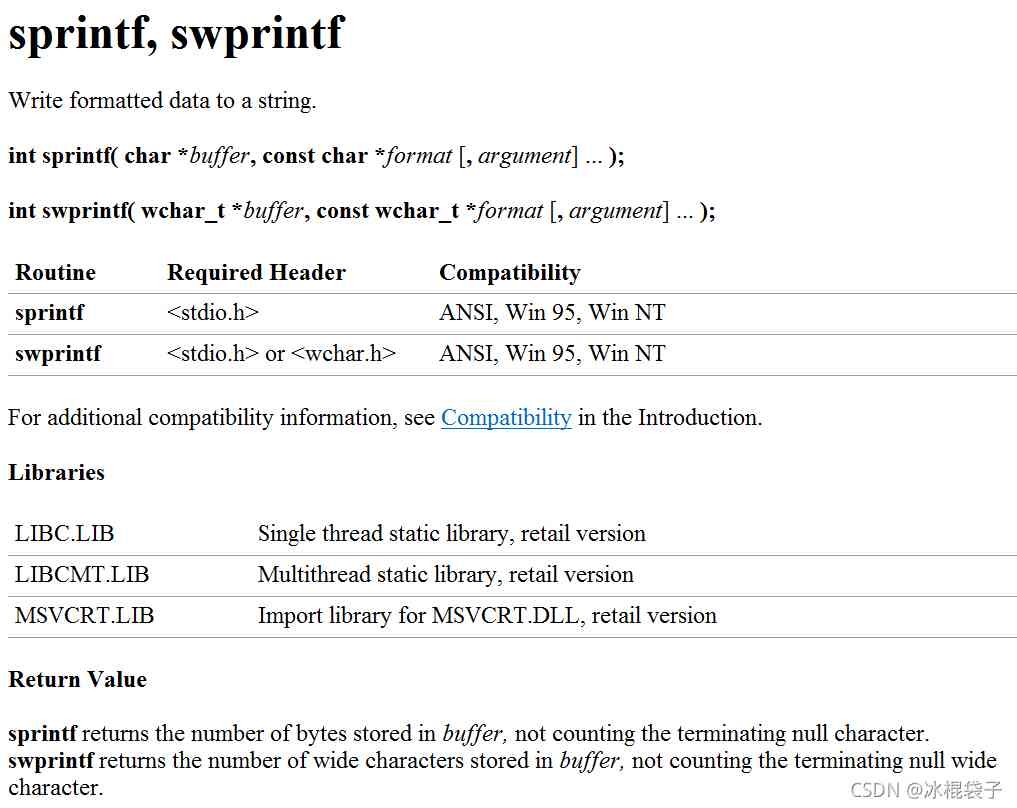 sprintf, swprintf
Write formatted data to a string.
int sprintf( char *buffer, const char *format [, argument] ... );
int swprintf( wchar_t *buffer, const wchar_t *format [, argument] ... );
Routine Required Header Compatibility
sprintf <stdio.h> ANSI, Win 95, Win NT
swprintf <stdio.h> or <wchar.h> ANSI, Win 95, Win NT
For additional compatibility information, see Compatibility in the Introduction.
Libraries
LIBC.LIB Single thread static library, retail version
LIBCMT.LIB Multithread static library, retail version
MSVCRT.LIB Import library for MSVCRT.DLL, retail version
Return Value
sprintf returns the number of bytes stored in buffer, not counting the terminating null character.
swprintf returns the number of wide characters stored in buffer, not counting the terminating null wide
character.
CSDN @冰棍袋子